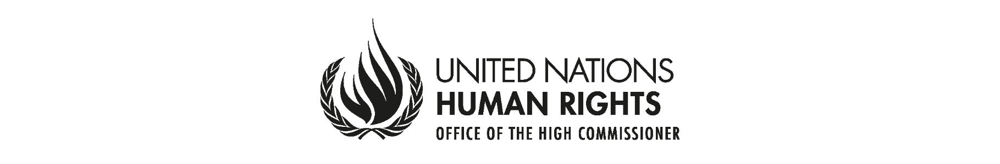 UNITED NATIONS
HUMAN RIGHTS
OFFICE OF THE HIGH COMMISSIONER